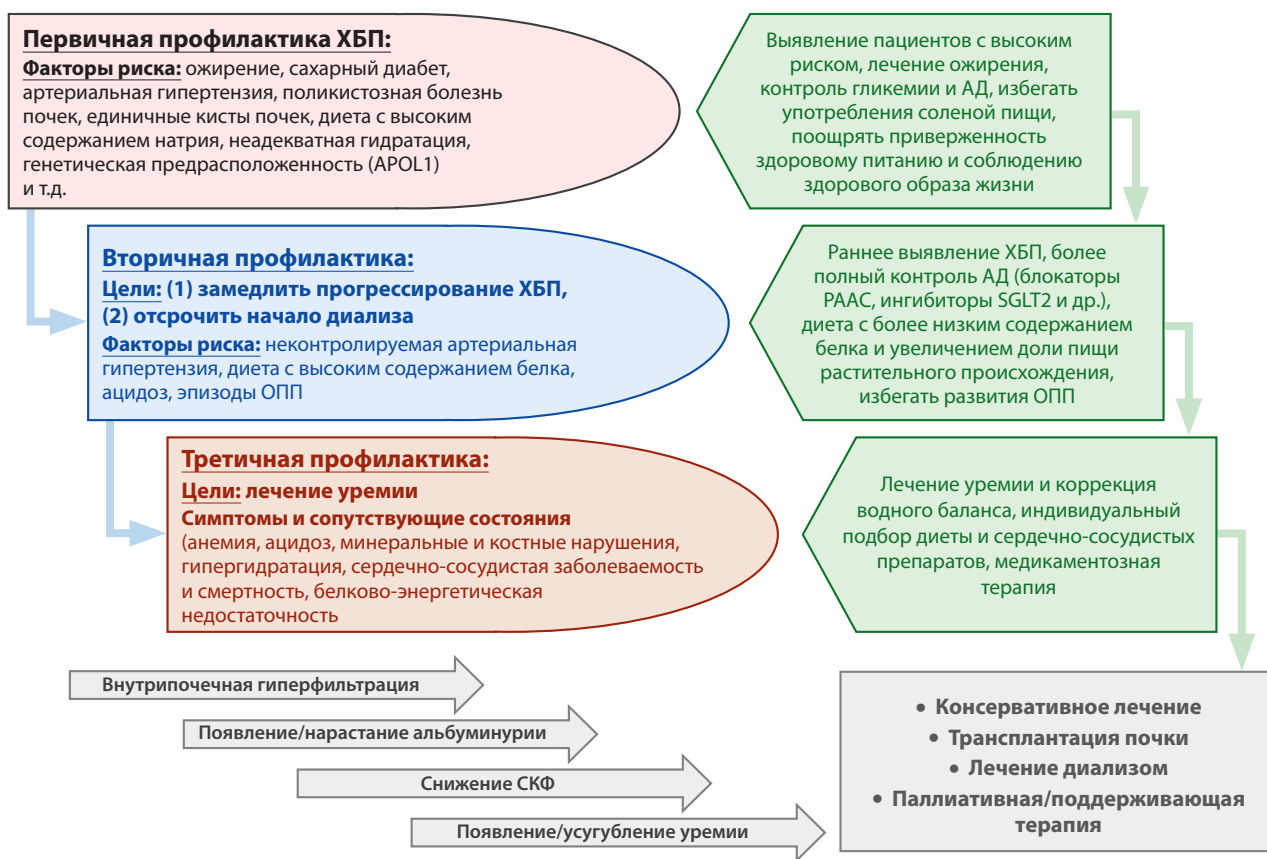 Первичная профилактика ХБП:
Факторы риска: ожирение, сахарный диабет,
артериальная гипертензия, поликистозная болезнь
почек, единичные кисты почек, диета с высоким
содержанием натрия, неадекватная гидратация,
генетическая предрасположенность (APOL1)
и т.д.
Выявление пациентов с высоким
риском, лечение ожирения,
контроль гликемии и АД, избегать
употребления соленой пищи,
поощрять приверженность
здоровому питанию и соблюдению
здорового образа жизни
Вторичная профилактика:
Цели: (1) замедлить прогрессирование ХБП,
(2) отсрочить начало диализа
Факторы риска: неконтролируемая артериальная
гипертензия, диета с высоким содержанием белка,
ацидоз, эпизоды ОПП
Раннее выявление ХБП, более
полный контроль АД (блокаторы
РААС, ингибиторы SGLT2 и др.),
диета с более низким содержанием
белка и увеличением доли пищи
растительного происхождения,
избегать развития ОПП
Третичная профилактика:
Цели: лечение уремии
Симптомы и сопутствующие состояния
(анемия, ацидоз, минеральные и костные нарушения,
гипергидратация, сердечно-сосудистая заболеваемость
и смертность, белково-энергетическая
недостаточность
Лечение уремии и коррекция
водного баланса, индивидуальный
подбор диеты и сердечно-сосудистых
препаратов, медикаментозная
терапия
Внутрипочечная гиперфильтрация
Появление/нарастание альбуминурии
Снижение СКФ
Появление/усугубление уремии
• Консервативное лечение
• Трансплантация почки
• Лечение диализом
• Паллиативная/поддерживающая
терапия